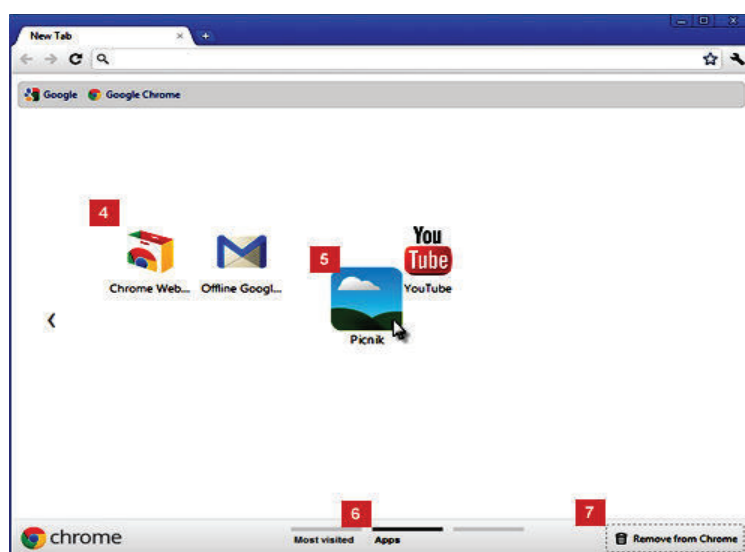 New Tab
Google Google Chrome
4
Chrome Web...
Offline Googl...
5
Picnik
You
Tube
YouTube
6
7
chrome
Most visited
Apps
Remove from Chrome